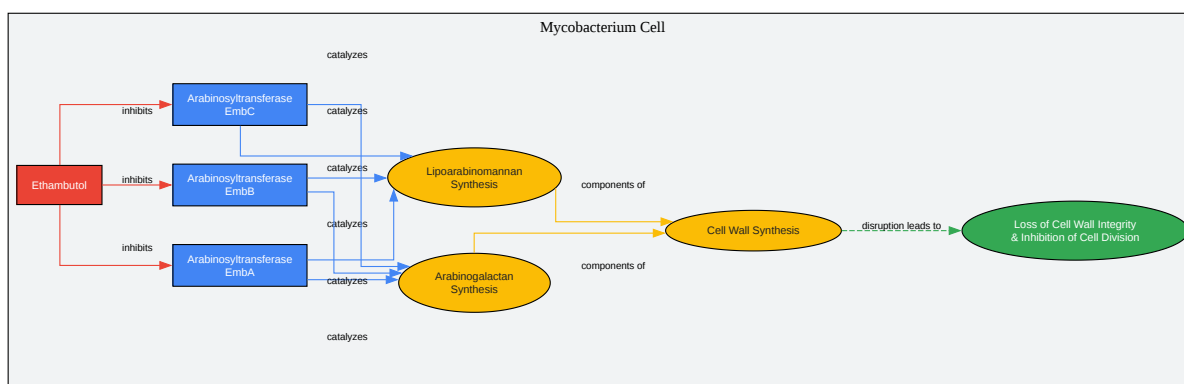 Mycobacterium Cell
catalyzes
Arabinosyltransferase
EmbC
inhibits
catalyzes
Ethambutol
inhibits
Arabinosyltransferase
EmbB
catalyzes
Lipoarabinomannan
Synthesis
components of
catalyzes
Cell Wall Synthesis
disruption leads to
Loss of Cell Wall Integrity
& Inhibition of Cell Division
inhibits
Arabinosyltransferase
EmbA
components of
catalyzes
Arabinogalactan
Synthesis
catalyzes